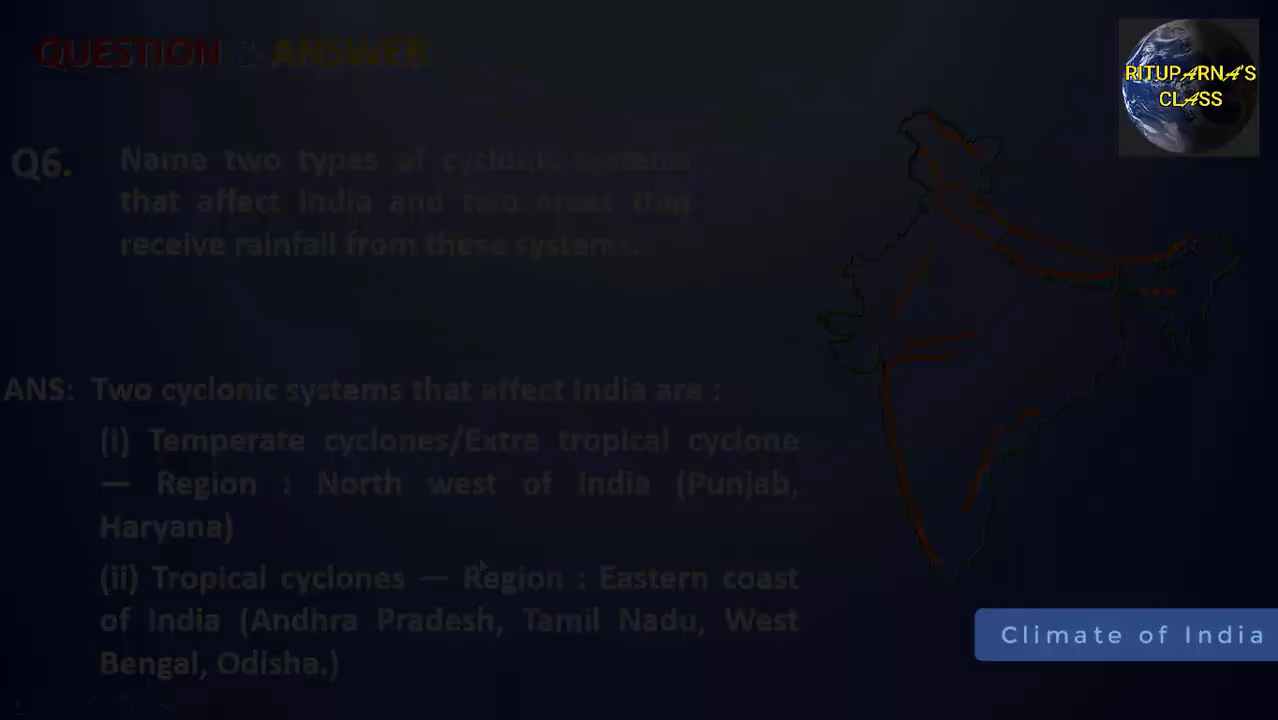 QUESTION & ANSWER
RITUPARNA'S
CLASS
Q6. Name two types of cyclonic systems
that affect India and two areas that
receive rainfall from these systems.
ANS: Two cyclonic systems that affect India are :
(i) Temperate cyclones/Extra tropical cyclone
— Region : North west of India (Punjab,
Haryana)
(ii) Tropical cyclones — Region : Eastern coast
of India (Andhra Pradesh, Tamil Nadu, West
Bengal, Odisha.)
Climate of India